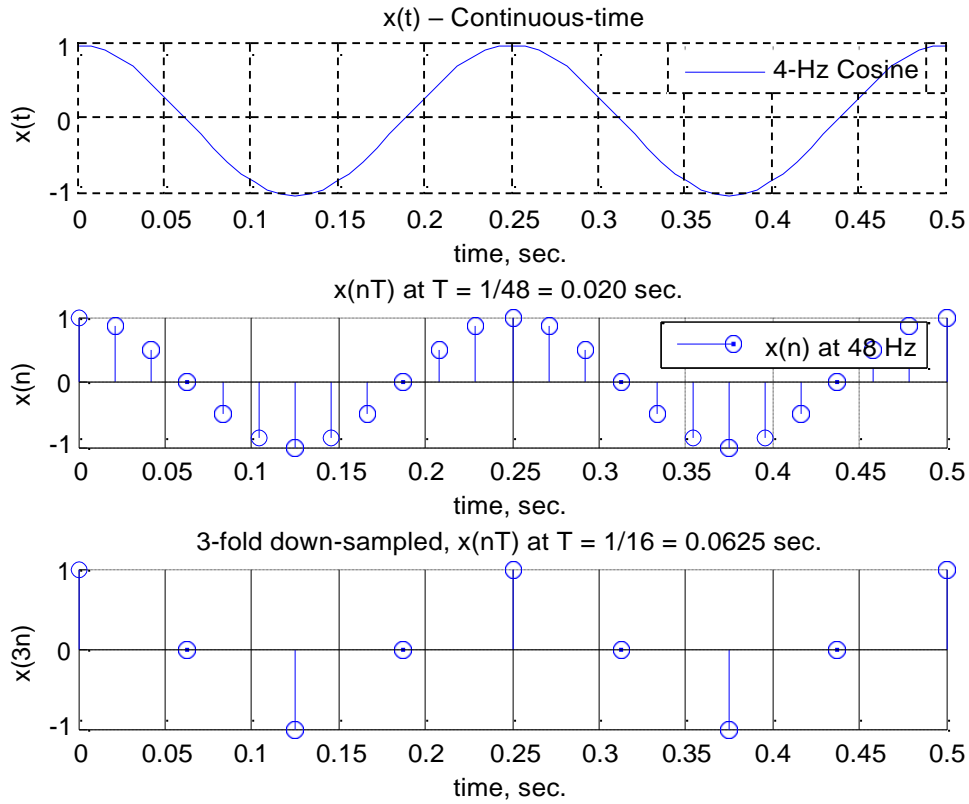 x(t) – Continuous-time
1
0
-1
x(t)
4-Hz Cosine
0 0.05 0.1 0.15 0.2 0.25 0.3 0.35 0.4 0.45 0.5
time, sec.
x(nT) at T = 1/48 = 0.020 sec.
1
0
-1
x(n)
x(n) at 48 Hz
0 0.05 0.1 0.15 0.2 0.25 0.3 0.35 0.4 0.45 0.5
time, sec.
3-fold down-sampled, x(nT) at T = 1/16 = 0.0625 sec.
1
0
-1
x(3n)
0 0.05 0.1 0.15 0.2 0.25 0.3 0.35 0.4 0.45 0.5
time, sec.